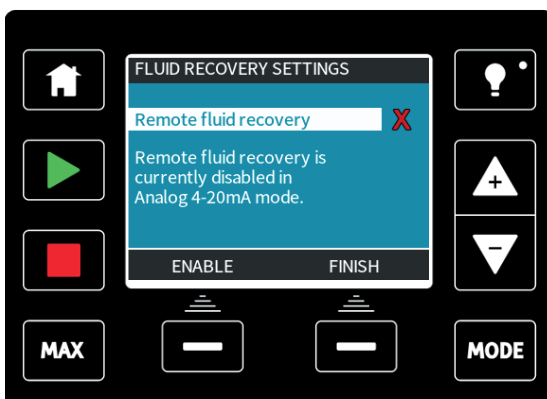 FLUID RECOVERY SETTINGS
Remote fluid recovery X
Remote fluid recovery is
currently disabled in
Analog 4-20mA mode.
ENABLE FINISH
MAX
MODE